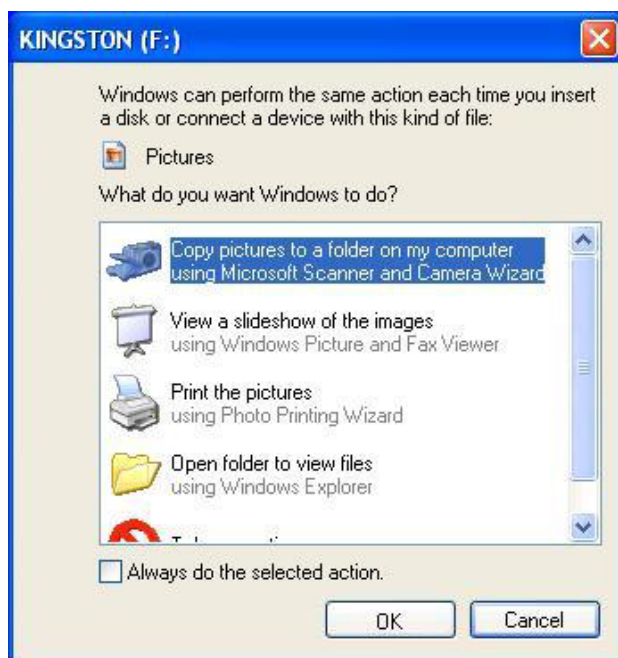 KINGSTON (F:)
Windows can perform the same action each time you insert
a disk or connect a device with this kind of file:
Pictures
What do you want Windows to do?
Copy pictures to a folder on my computer
using Microsoft Scanner and Camera Wizard
View a slideshow of the images
using Windows Picture and Fax Viewer
Print the pictures
using Photo Printing Wizard
Open folder to view files
using Windows Explorer
Always do the selected action.
OK
Cancel